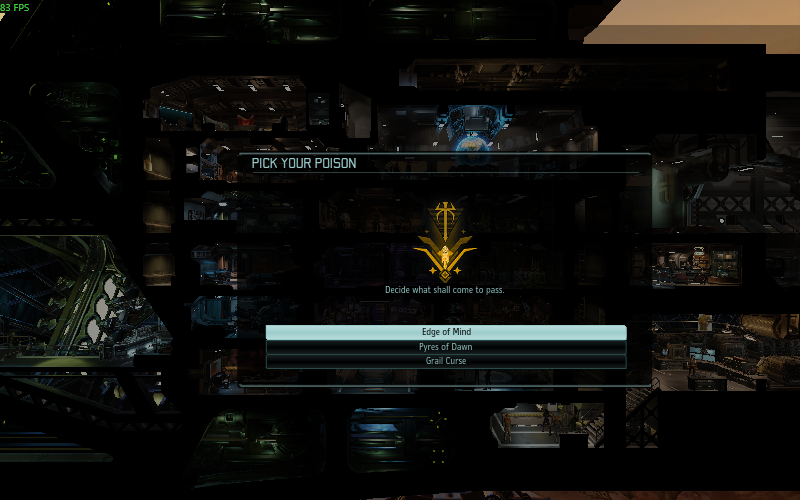 83 FPS
PICK YOUR POISON
Decide what shall come to pass.
Edge of Mind
Pyres of Dawn
Grail Curse